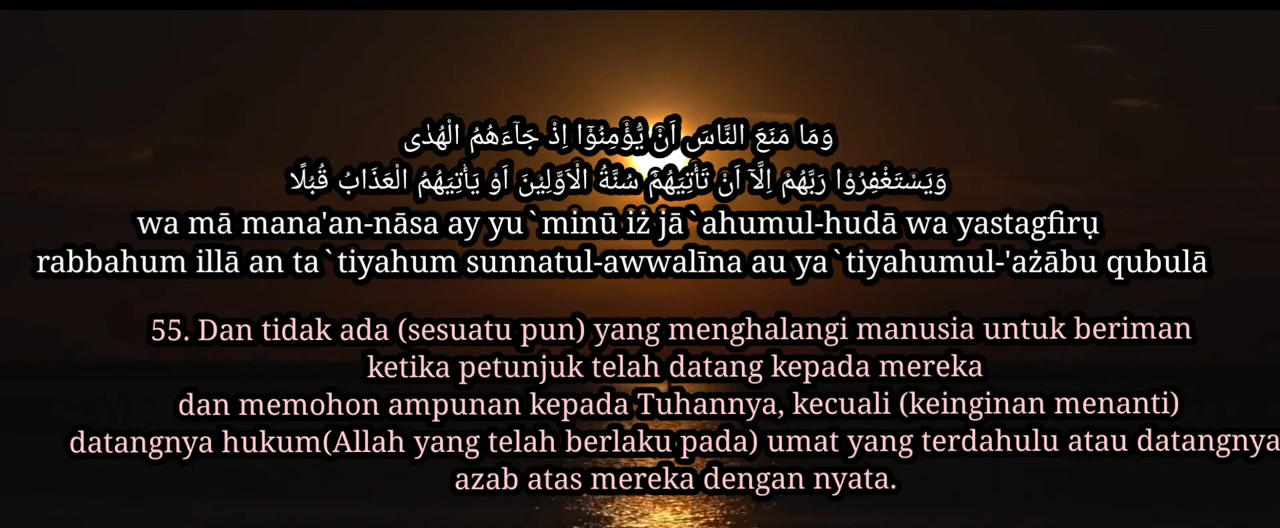 وَمَا مَنَعَ النَّاسَ اَنْ يُّؤْمِنُوْٓا اِذْ جَاۤءَهُمُ الْهُدٰى
وَيَسْتَغْفِرُوْا رَبَّهُمْ اِلَّآ اَنْ تَأْتِيَهُمْ سُنَّةُ الْاَوَّلِيْنَ اَوْ يَأْتِيَهُمُ الْعَذَابُ قُبُلًا
wa mā mana'an-nāsa ay yu`minū iż jā`ahumul-hudā wa yastagfirụ
rabbahum illā an ta`tiyahum sunnatul-awwalīna au ya`tiyahumul-'ażābu qubulā
55. Dan tidak ada (sesuatu pun) yang menghalangi manusia untuk beriman
ketika petunjuk telah datang kepada mereka
dan memohon ampunan kepada Tuhannya, kecuali (keinginan menanti)
datangnya hukum(Allah yang telah berlaku pada) umat yang terdahulu atau datangnya
azab atas mereka dengan nyata.